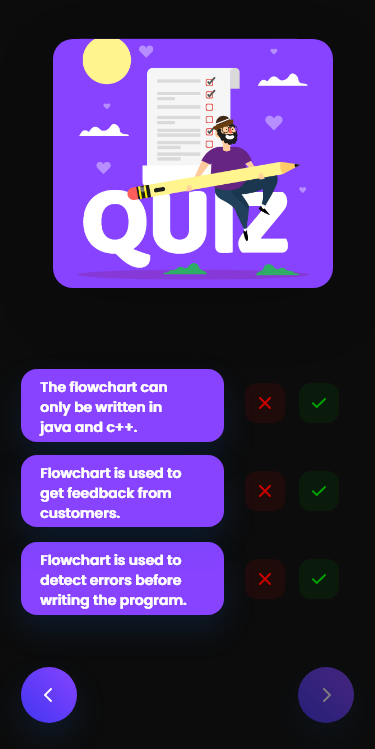 QUIZ
The flowchart can
only be written in
java and c++.
Flowchart is used to
get feedback from
customers.
Flowchart is used to
detect errors before
writing the program.